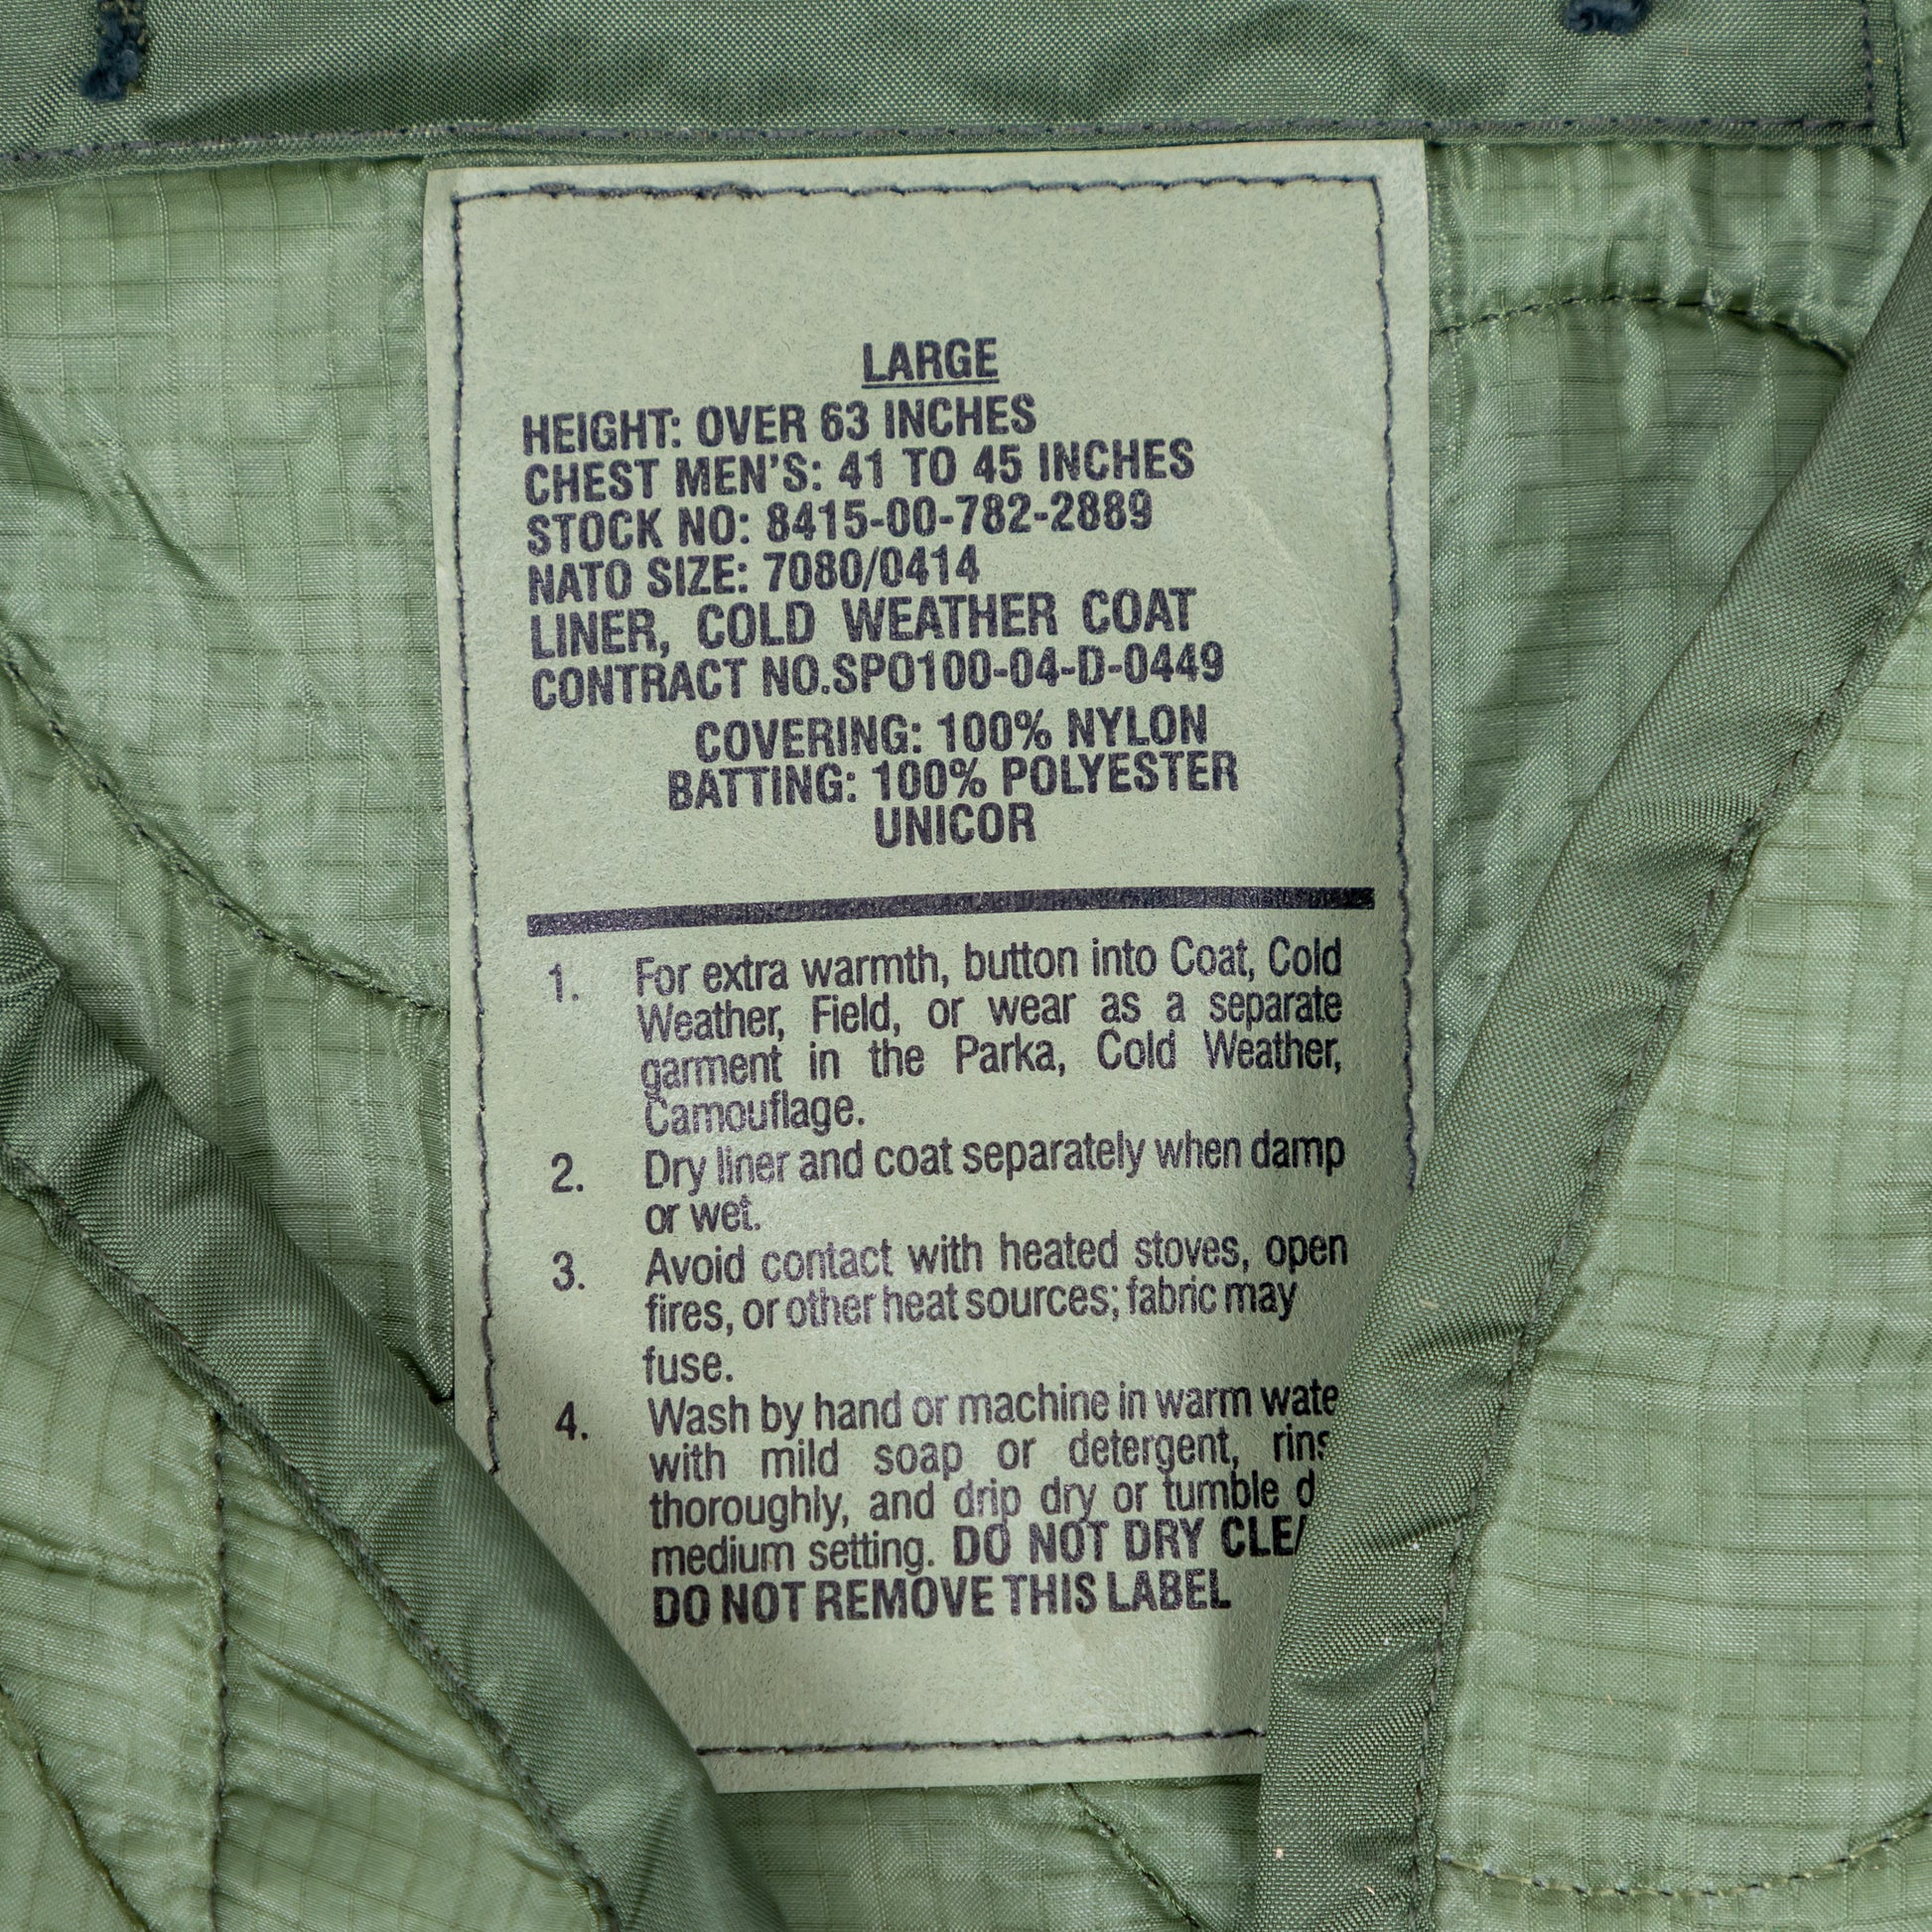 LARGE
HEIGHT: OVER 63 INCHES
CHEST MEN'S: 41 TO 45 INCHES
STOCK NO: 8415-00-782-2889
NATO SIZE: 7080/0414
LINER, COLD WEATHER COAT
CONTRACT NO.SPO100-04-D-0449
COVERING: 100% NYLON
BATTING: 100% POLYESTER
UNICOR
1. For extra warmth, button into Coat, Cold
Weather, Field, or wear as a separate
garment in the Parka, Cold Weather,
Camouflage.
2. Dry liner and coat separately when damp
or wet.
3. Avoid contact with heated stoves, open
fires, or other heat sources; fabric may
fuse.
4. Wash by hand or machine in warm wate
with mild soap or detergent, rins
thoroughly, and drip dry or tumble d
medium setting. DO NOT DRY CLEA
DO NOT REMOVE THIS LABEL